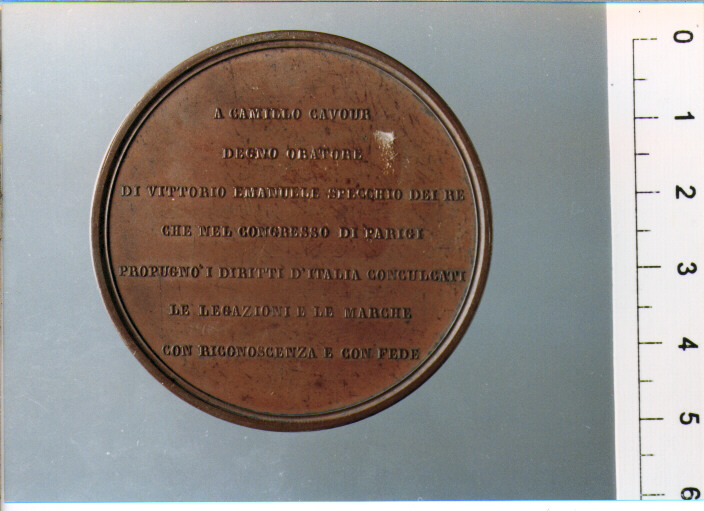 A CAMILLO CAVOUR
DEGNO ORATORE
DI VITTORIO EMANUELE SPECCHIO DEI RE
CHE NEL CONGRESSO DI PARIGI
PROPUGNO' I DIRITTI D'ITALIA CONCULCATI
LE LEGAZIONI E LE MARCHE
CON RICONOSCENZA E CON FEDE
0
1
2
3
4
5
6